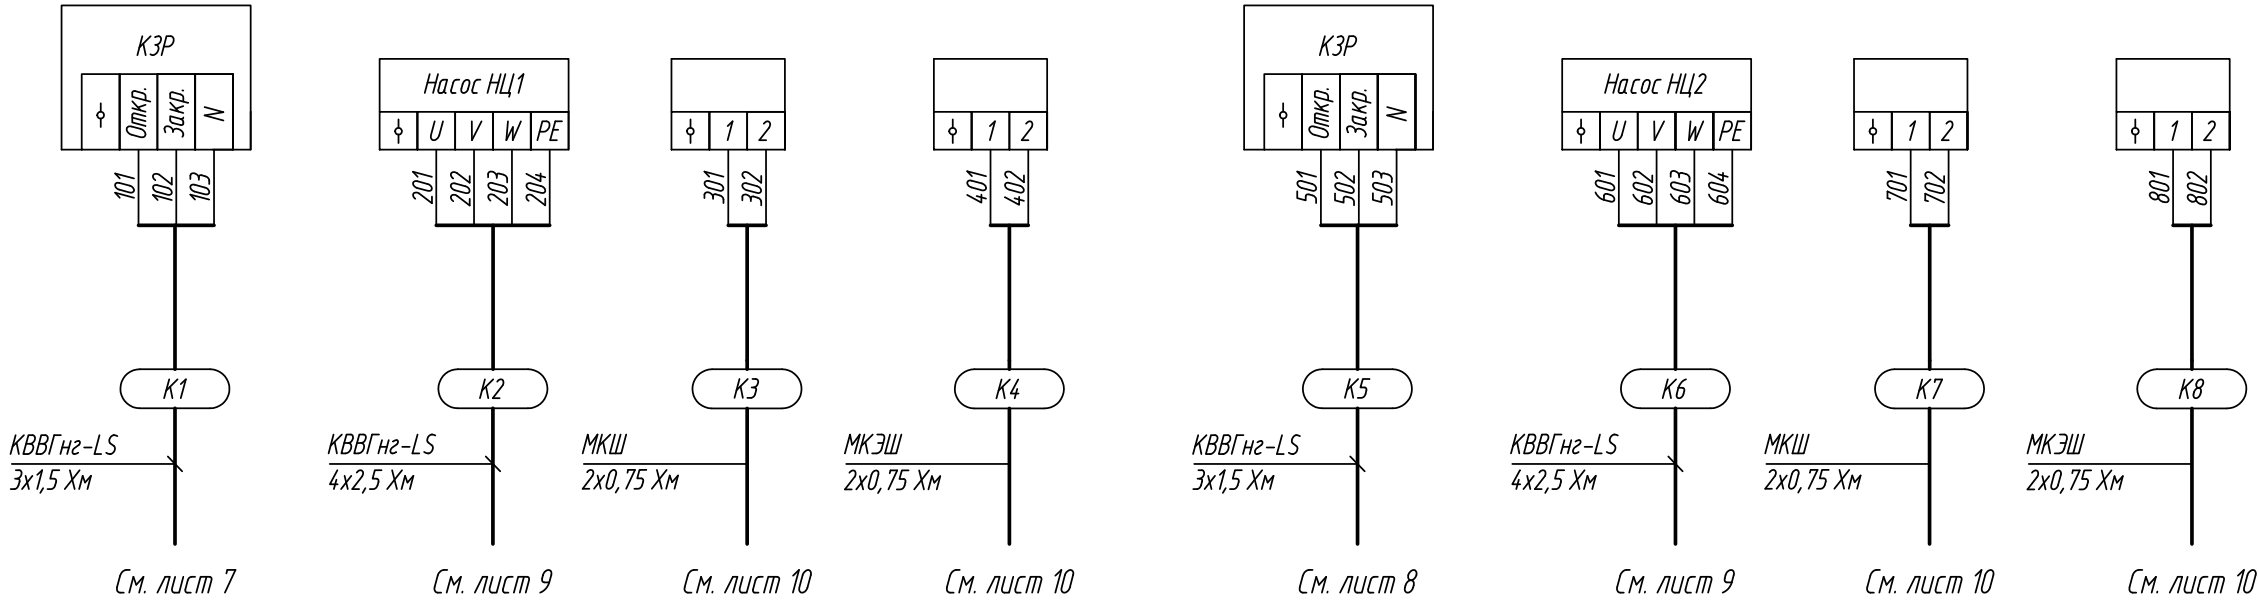 КЗР
Откр. Закр. N
101 102 103
К1
КВВГнг-LS
3х1,5 Хм
См. лист 7
Насос НЦ1
U V W PE
201 202 203 204
К2
КВВГнг-LS
4х2,5 Хм
См. лист 9
1 2
301 302
К3
МКШ
2х0,75 Хм
См. лист 10
1 2
401 402
К4
МКЭШ
2х0,75 Хм
См. лист 10
КЗР
Откр. Закр. N
501 502 503
К5
КВВГнг-LS
3х1,5 Хм
См. лист 8
Насос НЦ2
U V W PE
601 602 603 604
К6
КВВГнг-LS
4х2,5 Хм
См. лист 9
1 2
701 702
К7
МКШ
2х0,75 Хм
См. лист 10
1 2
801 802
К8
МКЭШ
2х0,75 Хм
См. лист 10